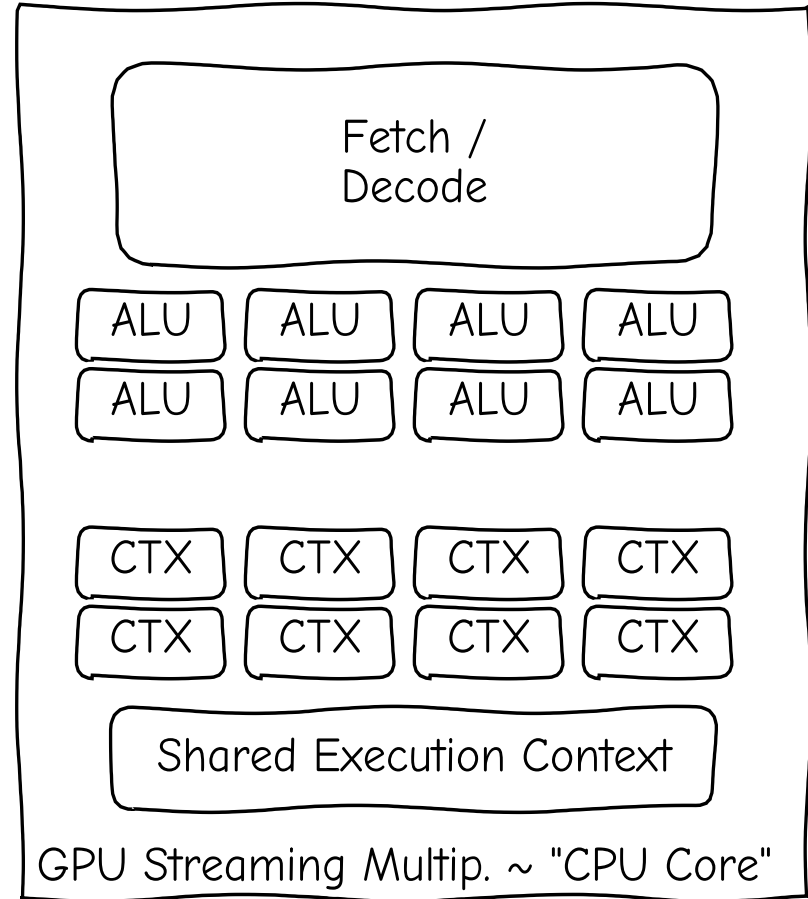 Fetch /
Decode
ALU ALU ALU ALU
ALU ALU ALU ALU
CTX CTX CTX CTX
CTX CTX CTX CTX
Shared Execution Context
GPU Streaming Multip. ~ "CPU Core"